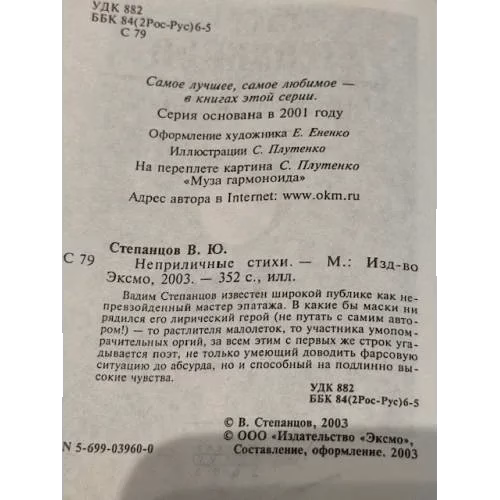 УДК 882
ББК 84(2Рос-Рус)6-5
С 79
Самое лучшее, самое любимое —
в книгах этой серии.
Серия основана в 2001 году
Оформление художника Е. Ененко
Иллюстрации С. Плутенко
На переплете картина С. Плутенко
«Муза гармоноида»
Адрес автора в Internet: www.okm.ru
Степанцов В. Ю.
С 79 Неприличные стихи. — М.: Изд-во
Эксмо, 2003. — 352 с., илл.
Вадим Степанцов известен широкой публике как не-
превзойденный мастер эпатажа. В какие бы маски ни
рядился его лирический герой (не путать с самим авто-
ром!) — то растлителя малолеток, то участника умопом-
рачительных оргий, за всем этим с первых же строк уга-
дывается поэт, не только умеющий доводить фарсовую
ситуацию до абсурда, но и способный на подлинно вы-
сокие чувства.
УДК 882
ББК 84(2Рос-Рус)6-5
© В. Степанцов, 2003
© ООО «Издательство «Эксмо»,
N 5-699-03960-0 Составление, оформление. 2003